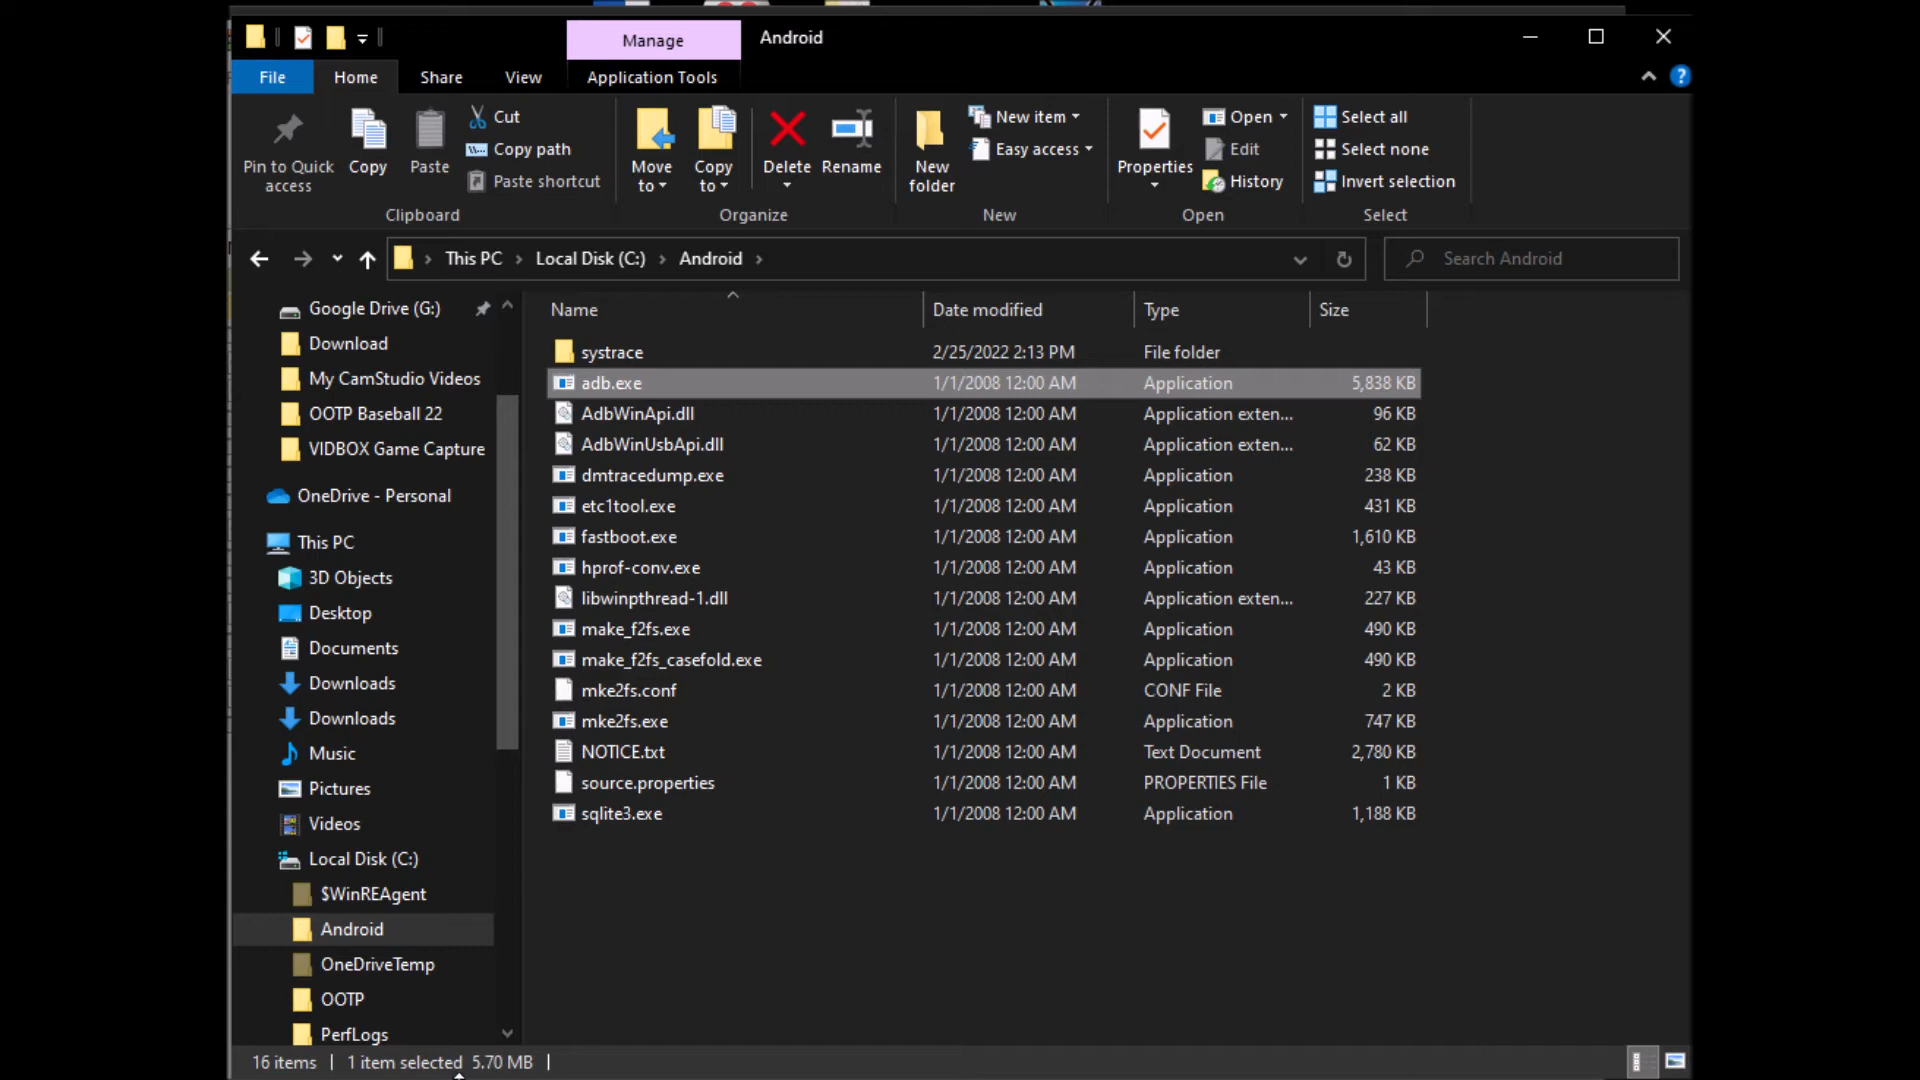 Manage
Android
File
Home
Share
View
Application Tools
Pin to Quick access
Copy
Paste
Cut
Copy path
Paste shortcut
Clipboard
Move to
Copy to
Delete
Rename
Organize
New folder
New item
Easy access
New
Properties
Open
Edit
History
Open
Select all
Select none
Invert selection
Select
This PC
Local Disk (C:)
Android
Search Android
Google Drive (G:)
Download
My CamStudio Videos
OOTP Baseball 22
VIDBOX Game Capture
OneDrive - Personal
This PC
3D Objects
Desktop
Documents
Downloads
Downloads
Music
Pictures
Videos
Local Disk (C:)
$WinREAgent
Android
OneDriveTemp
OOTP
PerfLogs
Name Date modified Type Size
systrace 2/25/2022 2:13 PM File folder
adb.exe 1/1/2008 12:00 AM Application 5,838 KB
AdbWinApi.dll 1/1/2008 12:00 AM Application exten... 96 KB
AdbWinUsbApi.dll 1/1/2008 12:00 AM Application exten... 62 KB
dmtracedump.exe 1/1/2008 12:00 AM Application 238 KB
etc1tool.exe 1/1/2008 12:00 AM Application 431 KB
fastboot.exe 1/1/2008 12:00 AM Application 1,610 KB
hprof-conv.exe 1/1/2008 12:00 AM Application 43 KB
libwinpthread-1.dll 1/1/2008 12:00 AM Application exten... 227 KB
make_f2fs.exe 1/1/2008 12:00 AM Application 490 KB
make_f2fs_casefold.exe 1/1/2008 12:00 AM Application 490 KB
mke2fs.conf 1/1/2008 12:00 AM CONF File 2 KB
mke2fs.exe 1/1/2008 12:00 AM Application 747 KB
NOTICE.txt 1/1/2008 12:00 AM Text Document 2,780 KB
source.properties 1/1/2008 12:00 AM PROPERTIES File 1 KB
sqlite3.exe 1/1/2008 12:00 AM Application 1,188 KB
16 items 1 item selected 5.70 MB